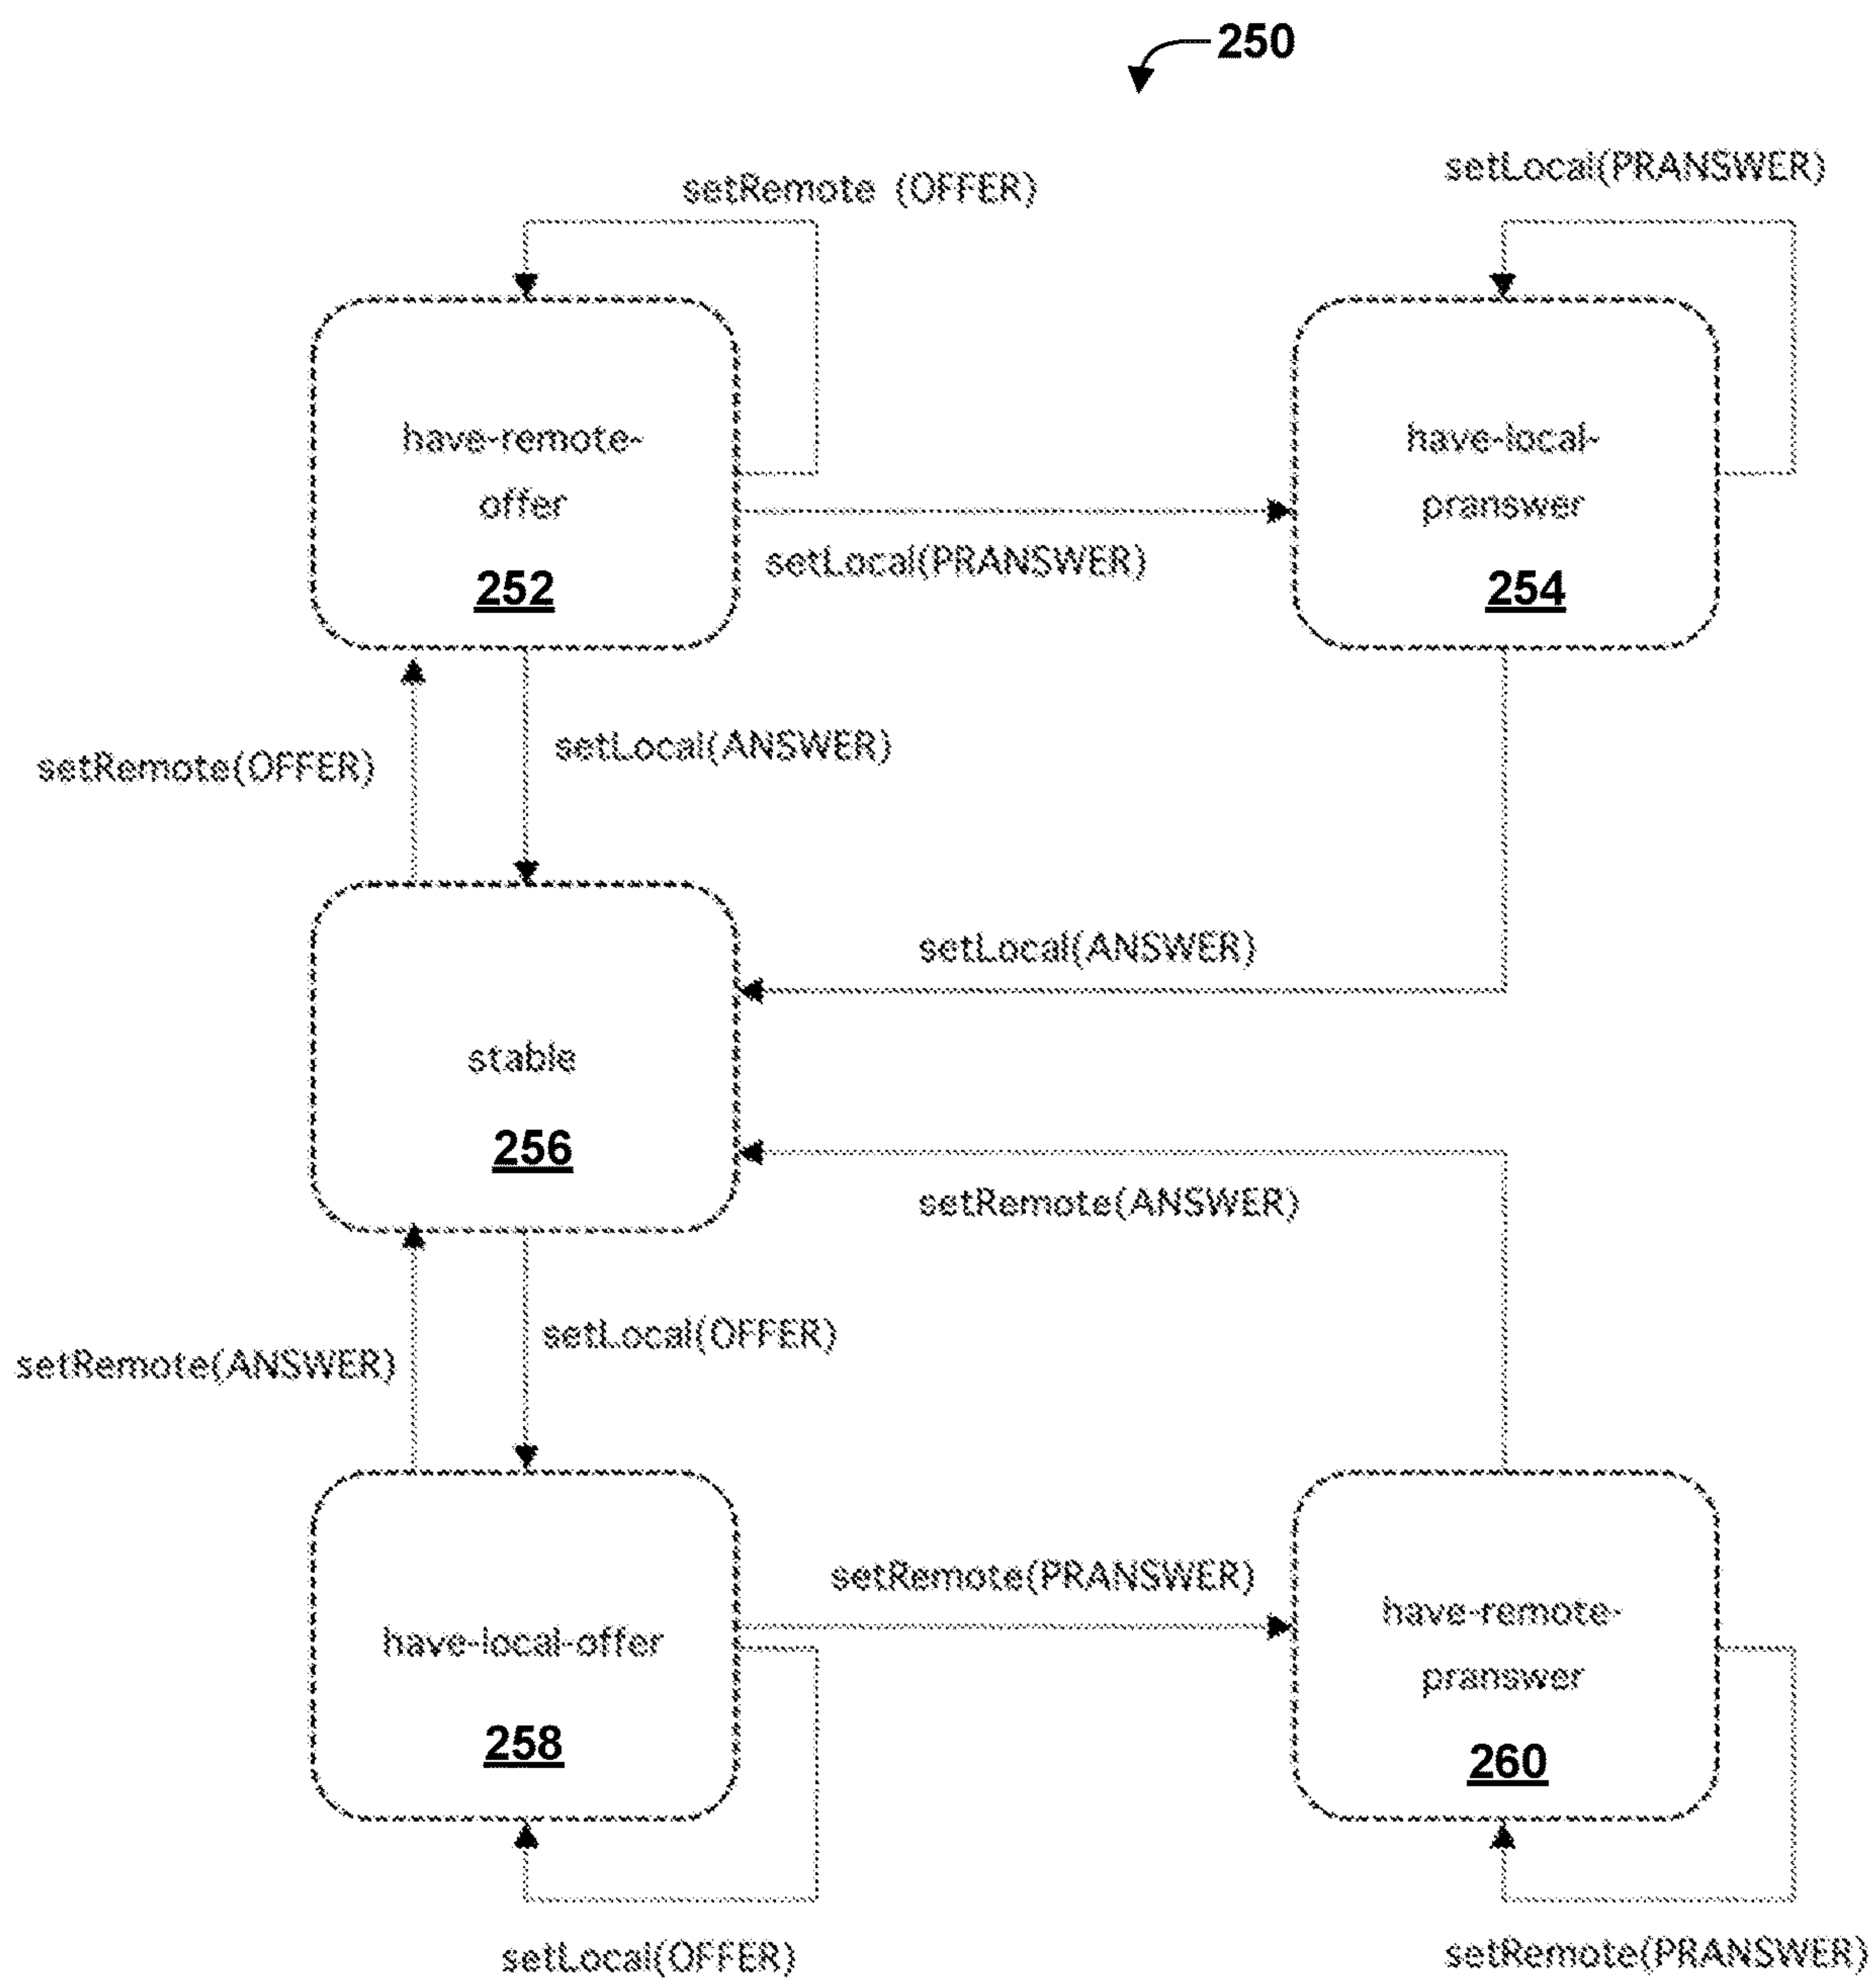 250
setRemote (OFFER)
setLocal(PRANSWER)
have-remote-
offer
252
have-local-
pranswer
254
setLocal(PRANSWER)
setRemote(OFFER)
setLocal(ANSWER)
setLocal(ANSWER)
stable
256
setRemote(ANSWER)
setRemote(ANSWER)
setLocal(OFFER)
setRemote(PRANSWER)
have-local-offer
258
have-remote-
pranswer
260
setLocal(OFFER)
setRemote(PRANSWER)